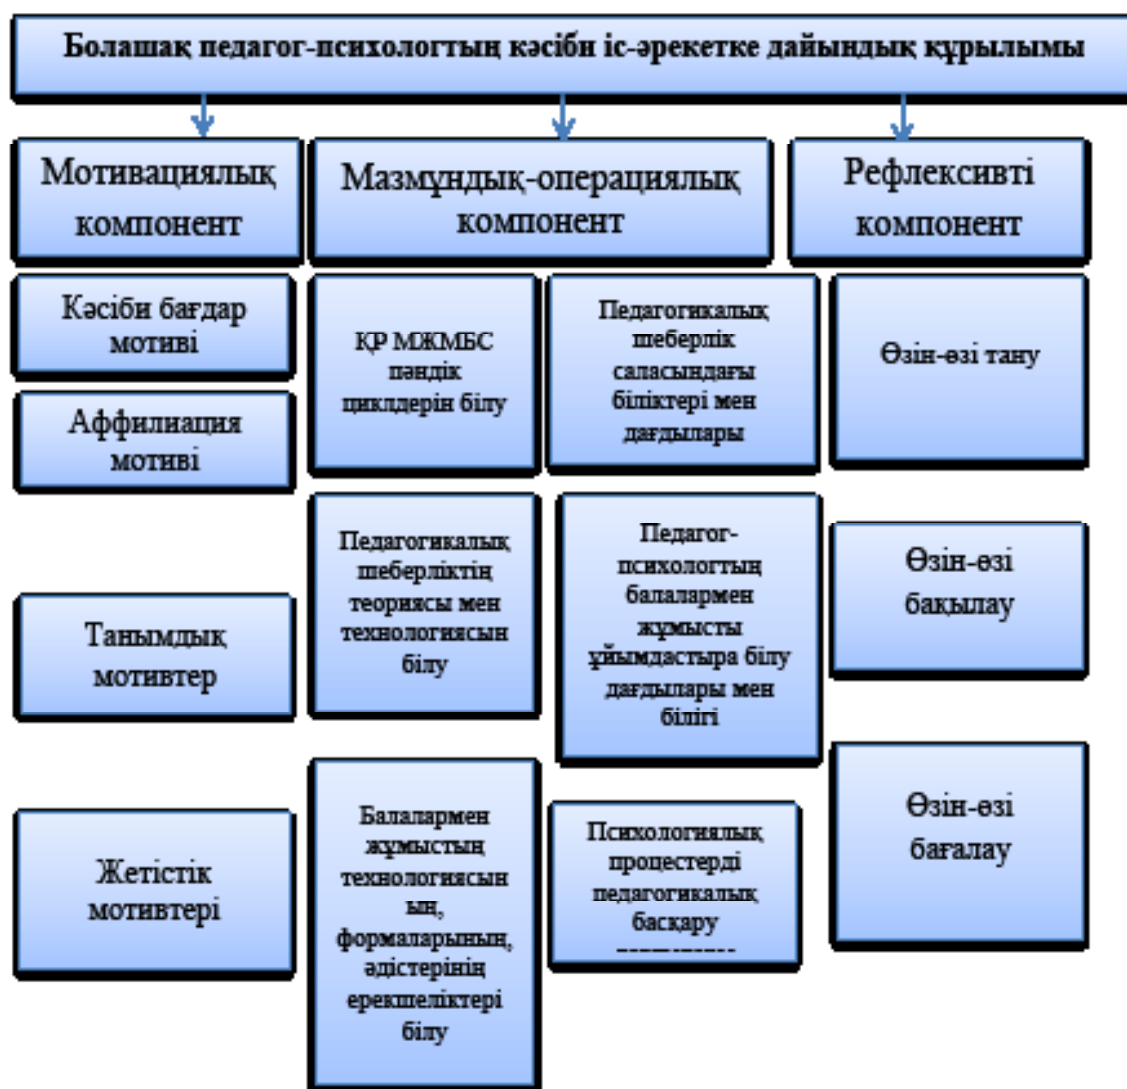 Болашақ педагог-психологтың кәсіби іс-әрекетке дайындық құрылымы
Мотивациялық
компонент
Мазмұндық-операциялық
компонент
Рефлексивті
компонент
Кәсіби бағдар
мотиві
Аффилиация
мотиві
Танымдық
мотивтер
Жетістік
мотивтері
ҚР МЖМБС
пәндік
циклдерін білу
Педагогикалық
шеберліктің
теориясы мен
технологиясын
білу
Балалармен
жұмыстың
технологиясын
ың,
формаларының,
әдістерінің
ерекшеліктері
білу
Педагогикалық
шеберлік
саласындағы
біліктері мен
дағдылары
Педагог-
психологтың
балалармен
жұмысты
ұйымдастыра білу
дағдылары мен
білігі
Психологиялық
процестерді
педагогикалық
басқару
Өзін-өзі тану
Өзін-өзі
бақылау
Өзін-өзі
бағалау